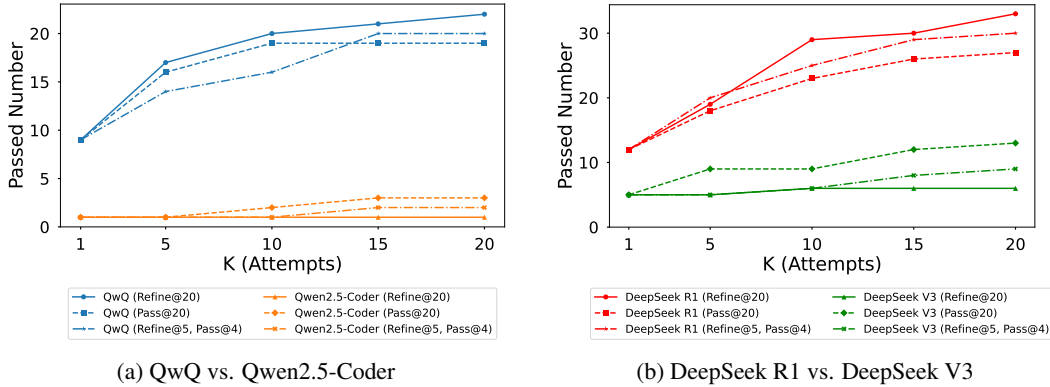 Passed Number
20
15
10
5
0
1 5 10 15 20
K (Attempts)
QwQ (Refine@20)
QwQ (Pass@20)
QwQ (Refine@5, Pass@4)
Qwen2.5-Coder (Refine@20)
Qwen2.5-Coder (Pass@20)
Qwen2.5-Coder (Refine@5, Pass@4)
(a) QwQ vs. Qwen2.5-Coder
Passed Number
30
20
10
0
1 5 10 15 20
K (Attempts)
DeepSeek R1 (Refine@20)
DeepSeek R1 (Pass@20)
DeepSeek R1 (Refine@5, Pass@4)
DeepSeek V3 (Refine@20)
DeepSeek V3 (Pass@20)
DeepSeek V3 (Refine@5, Pass@4)
(b) DeepSeek R1 vs. DeepSeek V3